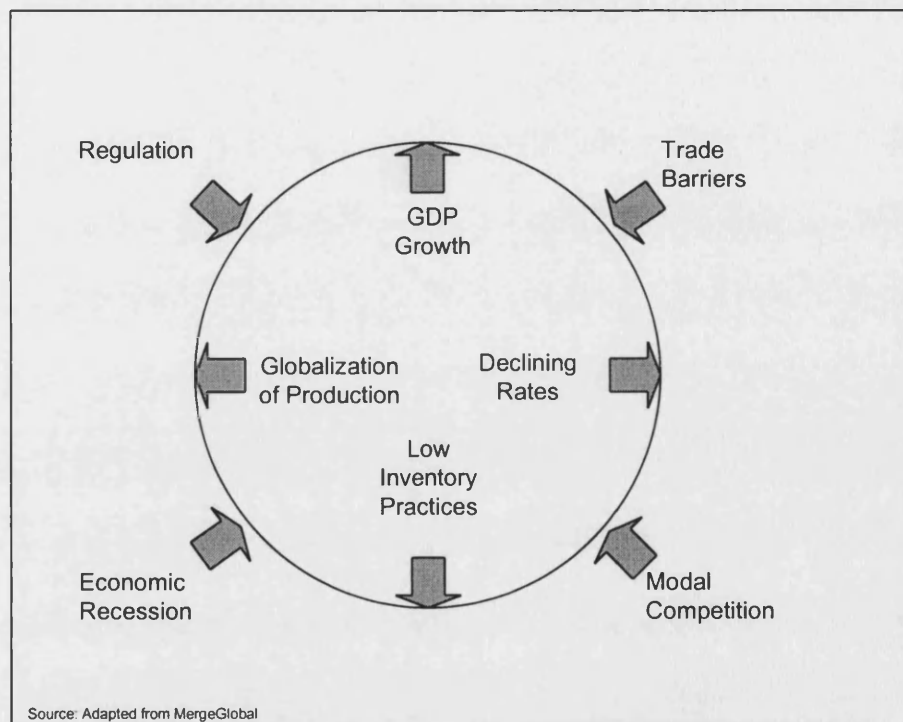 Regulation
Trade
Barriers
GDP
Growth
Globalization
of Production
Declining
Rates
Low
Inventory
Practices
Economic
Recession
Modal
Competition
Source: Adapted from MergeGlobal